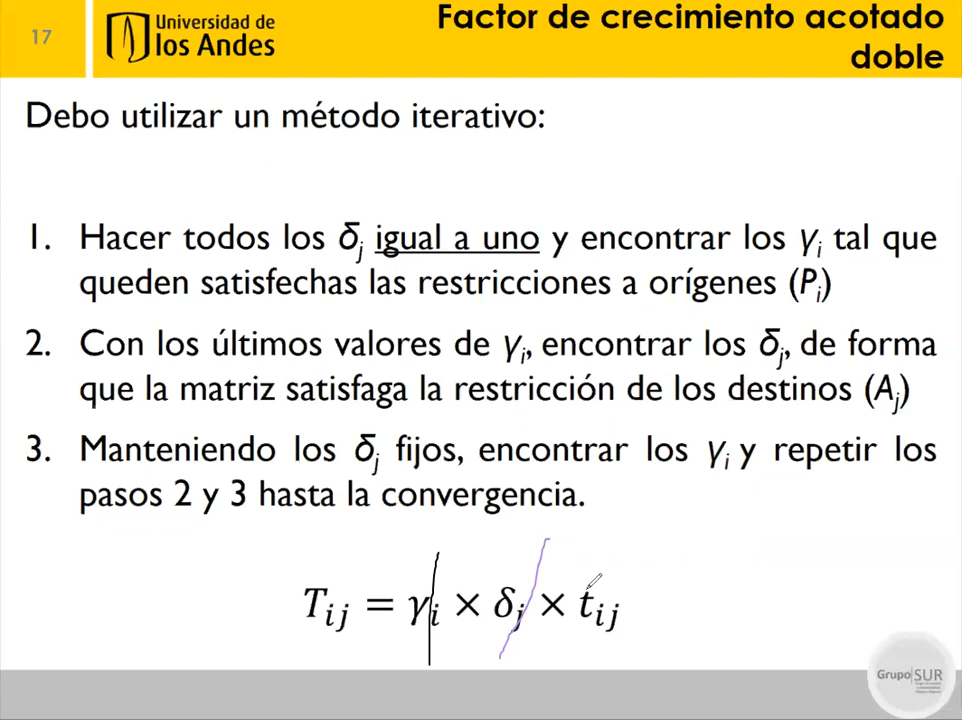 17
Universidad de
los Andes
Factor de crecimiento acotado
doble
Debo utilizar un método iterativo:
1. Hacer todos los δj igual a uno y encontrar los γi tal que
queden satisfechas las restricciones a orígenes (Pi)
2. Con los últimos valores de γi, encontrar los δj, de forma
que la matriz satisfaga la restricción de los destinos (Aj)
3. Manteniendo los δj fijos, encontrar los γi y repetir los
pasos 2 y 3 hasta la convergencia.
Tij = γi × δj × tij
Grupo|SUR